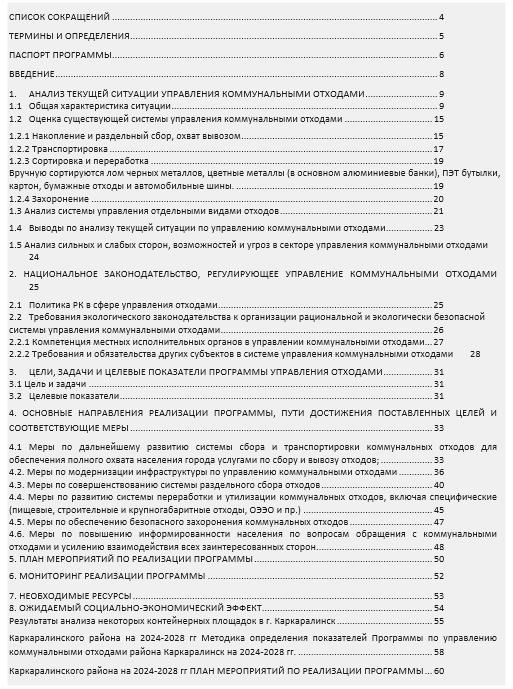 СПИСОК СОКРАЩЕНИЙ ........ 4
ТЕРМИНЫ И ОПРЕДЕЛЕНИЯ ........ 5
ПАСПОРТ ПРОГРАММЫ ........ 6
ВВЕДЕНИЕ ........ 8
1. АНАЛИЗ ТЕКУЩЕЙ СИТУАЦИИ УПРАВЛЕНИЯ КОММУНАЛЬНЫМИ ОТХОДАМИ ........ 9
1.1 Общая характеристика ситуации ........ 9
1.2 Оценка существующей системы управления коммунальными отходами ........ 15
1.2.1 Накопление и раздельный сбор, охват вывозом ........ 15
1.2.2 Транспортировка ........ 17
1.2.3 Сортировка и переработка ........ 19
Вручную сортируются лом черных металлов, цветные металлы (в основном алюминиевые банки), ПЭТ бутылки,
картон, бумажные отходы и автомобильные шины. ........ 19
1.2.4 Захоронение ........ 20
1.3 Анализ системы управления отдельными видами отходов ........ 21
1.4 Выводы по анализу текущей ситуации по управлению коммунальными отходами ........ 23
1.5 Анализ сильных и слабых сторон, возможностей и угроз в секторе управления коммунальными отходами
24
2. НАЦИОНАЛЬНОЕ ЗАКОНОДАТЕЛЬСТВО, РЕГУЛИРУЮЩЕЕ УПРАВЛЕНИЕ КОММУНАЛЬНЫМИ ОТХОДАМИ
25
2.1 Политика РК в сфере управления отходами ........ 25
2.2 Требования экологического законодательства к организации рациональной и экологически безопасной
системы управления коммунальными отходами ........ 26
2.2.1 Компетенция местных исполнительных органов в управлении коммунальными отходами ... 27
2.2.2 Требования и обязательства других субъектов в системе управления коммунальными отходами 28
3. ЦЕЛИ, ЗАДАЧИ И ЦЕЛЕВЫЕ ПОКАЗАТЕЛИ ПРОГРАММЫ УПРАВЛЕНИЯ ОТХОДАМИ ........ 31
3.1 Цель и задачи ........ 31
3.2 Целевые показатели ........ 31
4. ОСНОВНЫЕ НАПРАВЛЕНИЯ РЕАЛИЗАЦИИ ПРОГРАММЫ, ПУТИ ДОСТИЖЕНИЯ ПОСТАВЛЕННЫХ ЦЕЛЕЙ И
СООТВЕТСТВУЮЩИЕ МЕРЫ ........ 33
4.1 Меры по дальнейшему развитию системы сбора и транспортировки коммунальных отходов для
обеспечения полного охвата населения города услугами по сбору и вывозу отходов; ........ 33
4.2. Меры по модернизации инфраструктуры по управлению коммунальными отходами ........ 36
4.3. Меры по совершенствованию системы раздельного сбора отходов ........ 40
4.4. Меры по развитию системы переработки и утилизации коммунальных отходов, включая специфические
(пищевые, строительные и крупногабаритные отходы, ОЭЭО и пр.) ........ 45
4.5. Меры по обеспечению безопасного захоронения коммунальных отходов ........ 47
4.6. Меры по повышению информированности населения по вопросам обращения с коммунальными
отходами и усилению взаимодействия всех заинтересованных сторон ........ 48
5. ПЛАН МЕРОПРИЯТИЙ ПО РЕАЛИЗАЦИИ ПРОГРАММЫ ........ 50
6. МОНИТОРИНГ РЕАЛИЗАЦИИ ПРОГРАММЫ ........ 52
7. НЕОБХОДИМЫЕ РЕСУРСЫ ........ 53
8. ОЖИДАЕМЫЙ СОЦИАЛЬНО-ЭКОНОМИЧЕСКИЙ ЭФФЕКТ ........ 54
Результаты анализа некоторых контейнерных площадок в г. Каркаралинск ........ 55
Каркаралинского района на 2024-2028 гг Методика определения показателей Программы по управлению
коммунальными отходами района Каркаралинск на 2024-2028 гг. ........ 58
Каркаралинского района на 2024-2028 гг ПЛАН МЕРОПРИЯТИЙ ПО РЕАЛИЗАЦИИ ПРОГРАММЫ ... 60